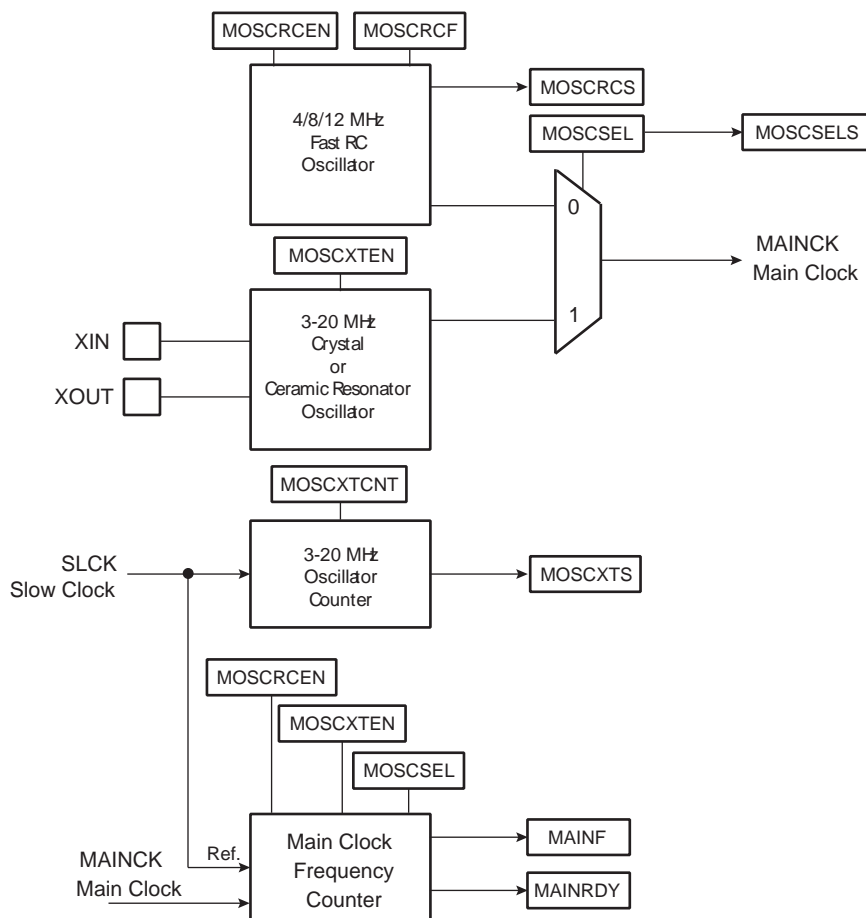 MOSCRCEN
MOSCRCF
4/8/12 MHz
Fast RC
Oscillator
MOSCRCS
MOSCSEL
MOSCSELS
0
MAINCK
Main Clock
MOSCXTEN
3-20 MHz
Crystal
or
Ceramic Resonator
Oscillator
1
XIN
XOUT
MOSCXTCNT
3-20 MHz
Oscillator
Counter
SLCK
Slow Clock
MOSCXTS
MOSCRCEN
MOSCXTEN
MOSCSEL
Main Clock
Frequency
Counter
Ref.
MAINCK
Main Clock
MAINF
MAINRDY